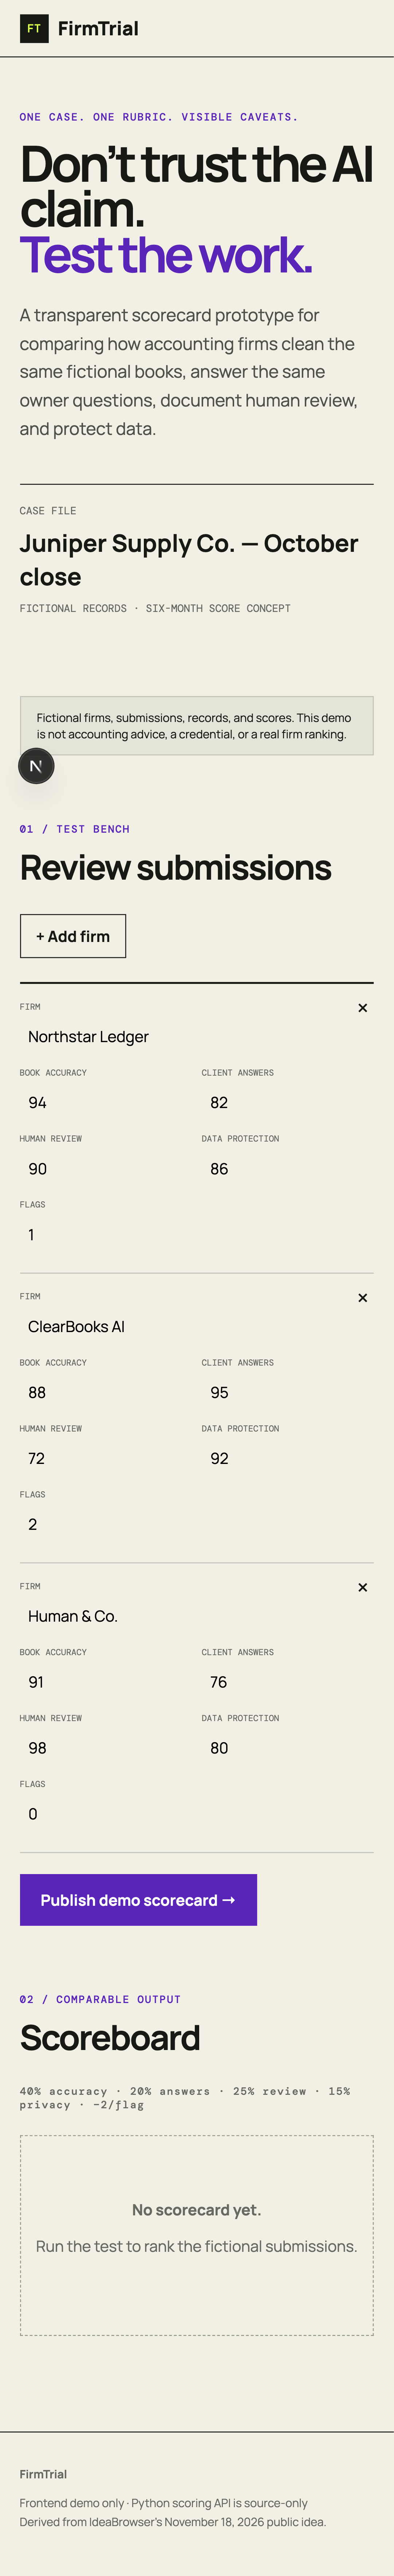 FT FirmTrial
ONE CASE. ONE RUBRIC. VISIBLE CAVEATS.
Don’t trust the AI
claim.
Test the work.
A transparent scorecard prototype for
comparing how accounting firms clean the
same fictional books, answer the same
owner questions, document human review,
and protect data.
CASE FILE
Juniper Supply Co. — October
close
FICTIONAL RECORDS · SIX-MONTH SCORE CONCEPT
Fictional firms, submissions, records, and scores. This demo
is not accounting advice, a credential, or a real firm ranking.
N
01 / TEST BENCH
Review submissions
+ Add firm
FIRM ×
Northstar Ledger
BOOK ACCURACY CLIENT ANSWERS
94 82
HUMAN REVIEW DATA PROTECTION
90 86
FLAGS
1
FIRM ×
ClearBooks AI
BOOK ACCURACY CLIENT ANSWERS
88 95
HUMAN REVIEW DATA PROTECTION
72 92
FLAGS
2
FIRM ×
Human & Co.
BOOK ACCURACY CLIENT ANSWERS
91 76
HUMAN REVIEW DATA PROTECTION
98 80
FLAGS
0
Publish demo scorecard →
02 / COMPARABLE OUTPUT
Scoreboard
40% accuracy · 20% answers · 25% review · 15%
privacy · −2/flag
No scorecard yet.
Run the test to rank the fictional submissions.
FirmTrial
Frontend demo only · Python scoring API is source-only
Derived from IdeaBrowser’s November 18, 2026 public idea.